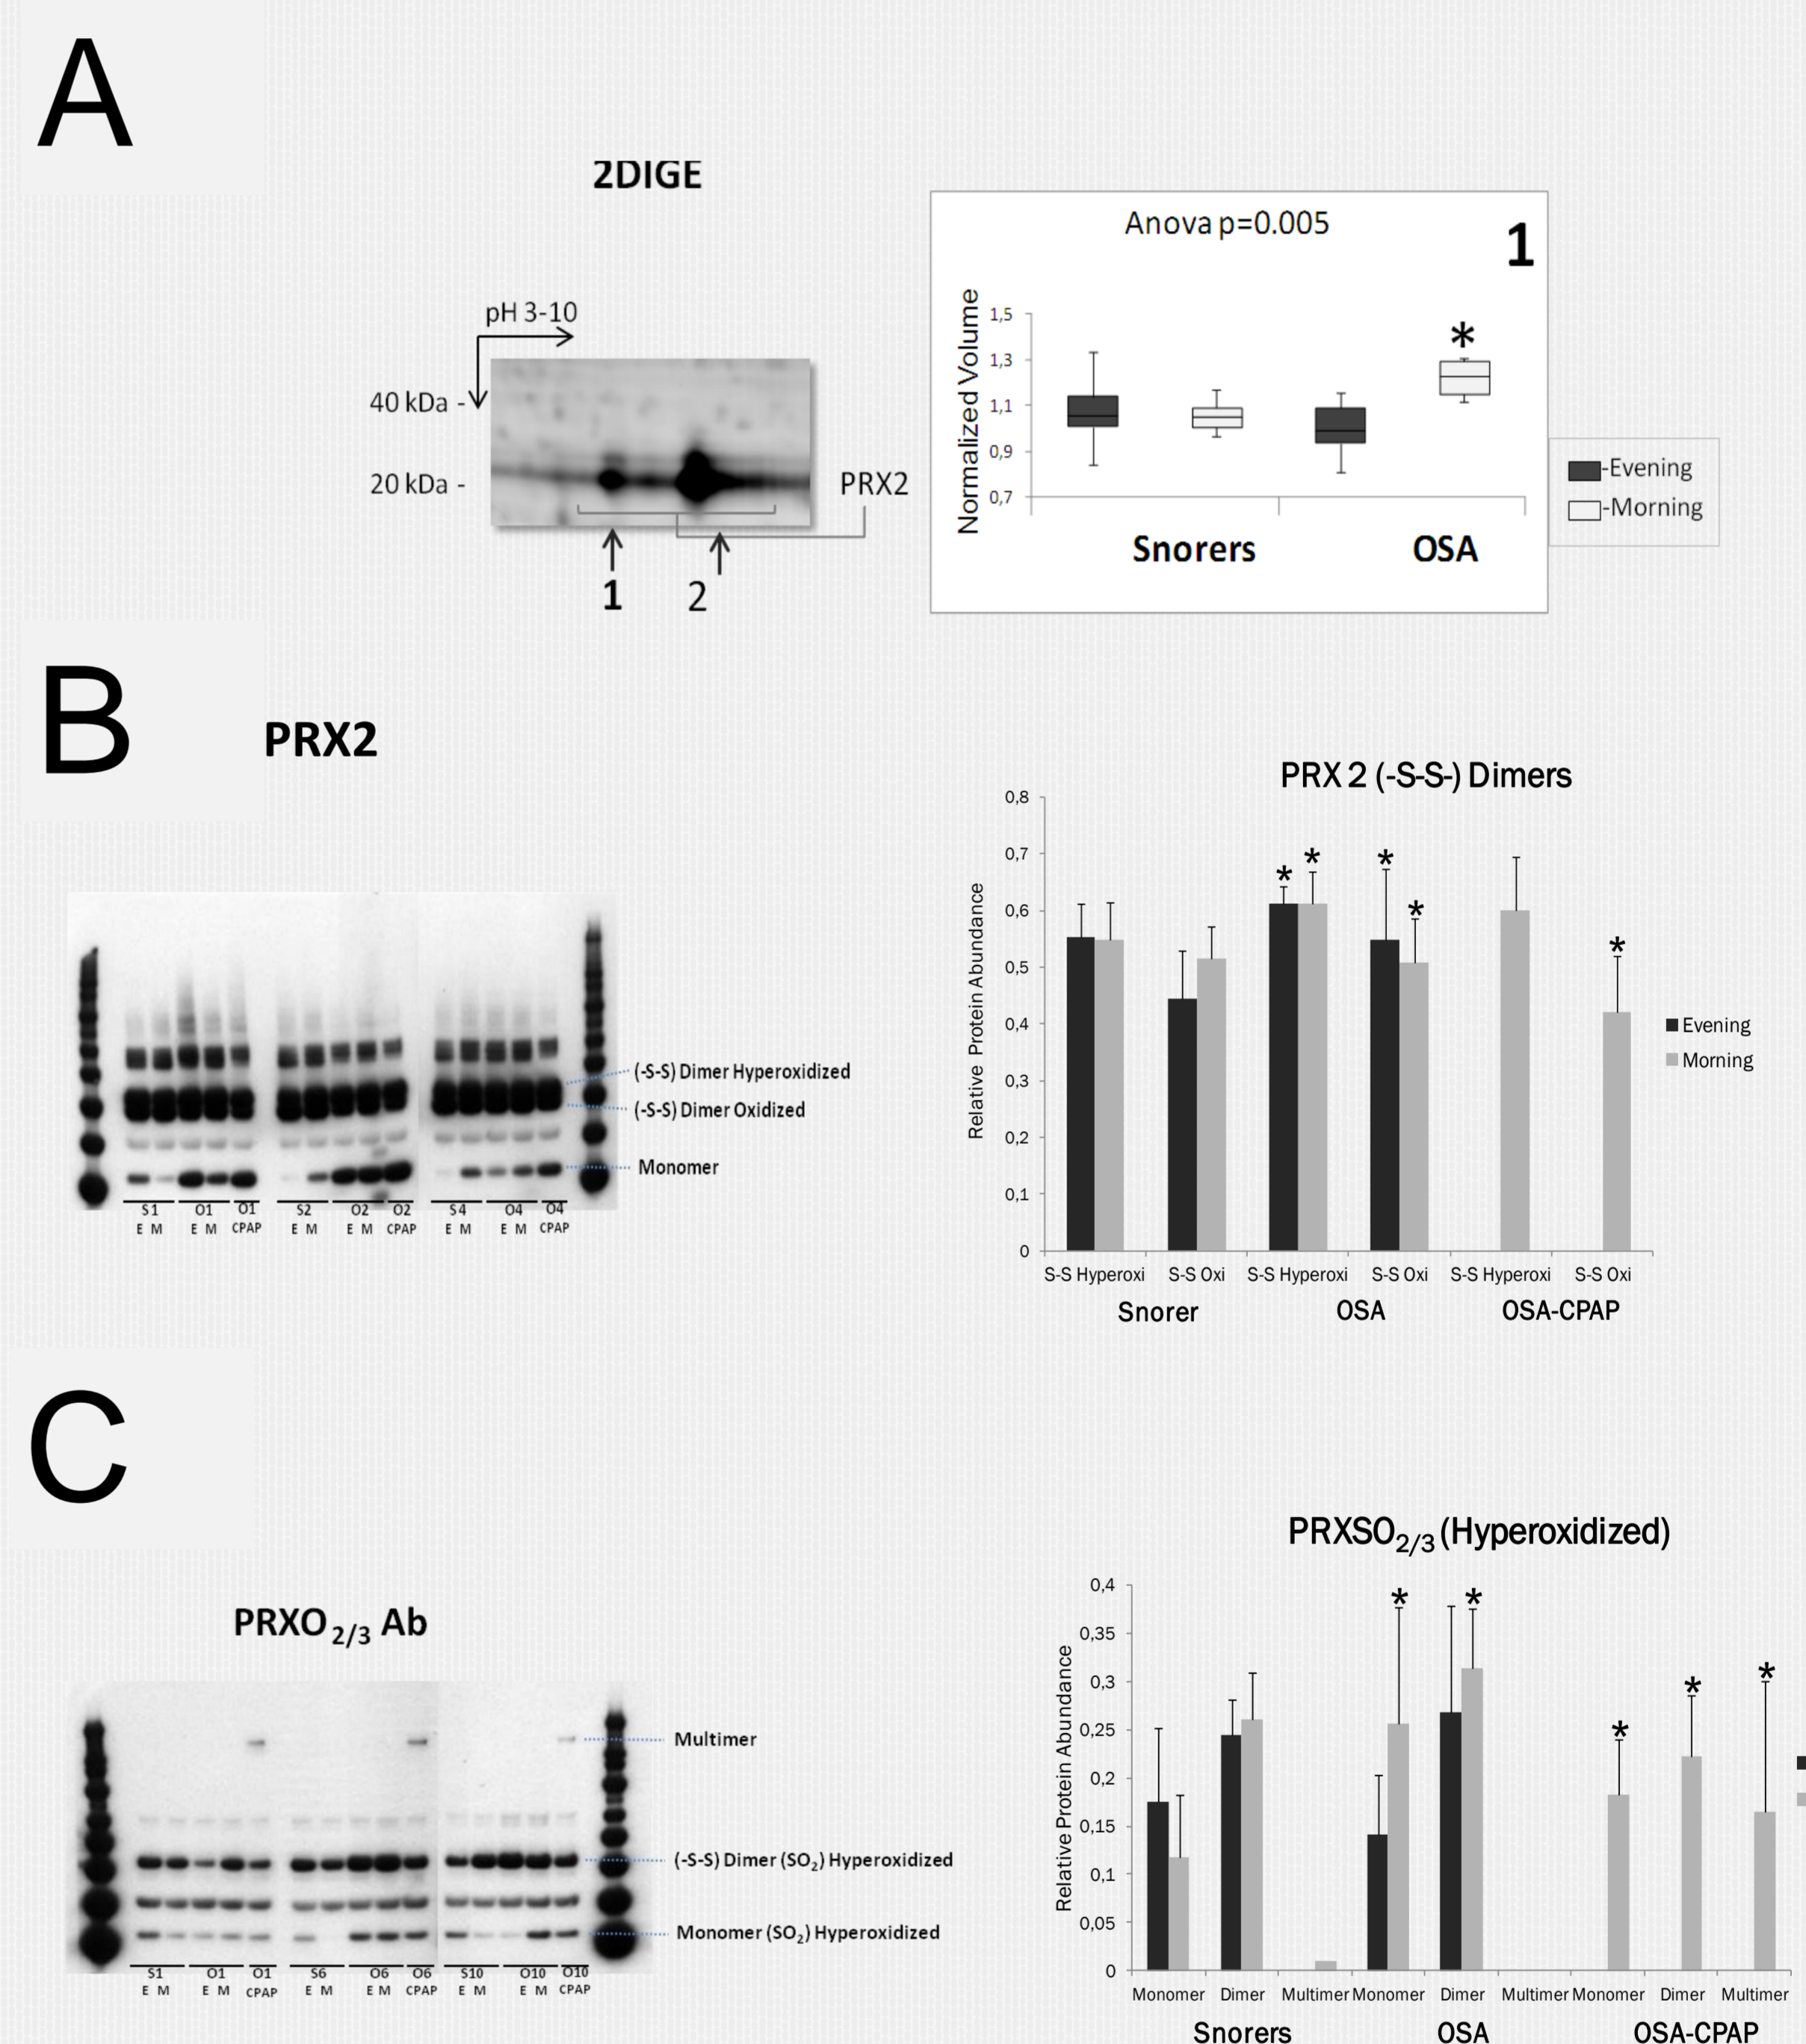 A
2DIGE
pH 3-10
40 kDa -
20 kDa -
PRX2
1
2
Anova p=0.005
1
Normalized Volume
1,5
1,3
1,1
0,9
0,7
*
Snorers
OSA
-Evening
-Morning
B
PRX2
(-S-S) Dimer Hyperoxidized
(-S-S) Dimer Oxidized
Monomer
S1 O1 O1 S2 O2 O2 S4 O4 O4
E M E M CPAP E M E M CPAP E M E M CPAP
PRX 2 (-S-S-) Dimers
Relative Protein Abundance
0,8
0,7
0,6
0,5
0,4
0,3
0,2
0,1
0
* * * * *
S-S Hyperoxi S-S Oxi S-S Hyperoxi S-S Oxi S-S Hyperoxi S-S Oxi
Snorer OSA OSA-CPAP
Evening
Morning
C
PRXO2/3 Ab
Multimer
(-S-S) Dimer (SO2) Hyperoxidized
Monomer (SO2) Hyperoxidized
S1 O1 O1 S6 O6 O6 S10 O10 O10
E M E M CPAP E M E M CPAP E M E M CPAP
PRXSO2/3 (Hyperoxidized)
Relative Protein Abundance
0,4
0,35
0,3
0,25
0,2
0,15
0,1
0,05
0
* * * * *
Monomer Dimer Multimer Monomer Dimer Multimer Monomer Dimer Multimer
Snorers OSA OSA-CPAP